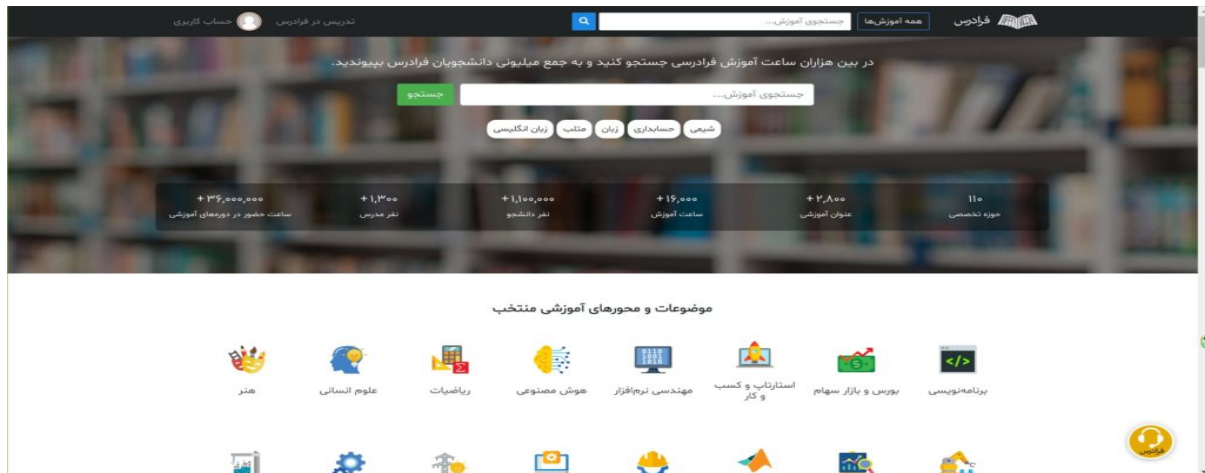 فرادرس
همه آموزش‌ها
جستجوی آموزش...
تدریس در فرادرس
حساب کاربری
در بین هزاران ساعت آموزش فرادرسی جستجو کنید و به جمع میلیونی دانشجویان فرادرس بپیوندید.
جستجوی آموزش...
جستجو
شیمی
حسابداری
زبان
متلب
زبان انگلیسی
۱۱۰
حوزه تخصصی
۲,۸۰۰ +
عنوان آموزشی
۱۶,۰۰۰ +
ساعت آموزش
۱,۱۰۰,۰۰۰ +
نفر دانشجو
۱,۳۰۰ +
نفر مدرس
۳۶,۰۰۰,۰۰۰ +
ساعت حضور در دوره‌های آموزشی
موضوعات و محورهای آموزشی منتخب
برنامه‌نویسی
بورس و بازار سهام
استارتاپ و کسب
و کار
مهندسی نرم‌افزار
هوش مصنوعی
ریاضیات
علوم انسانی
هنر
فرادرس